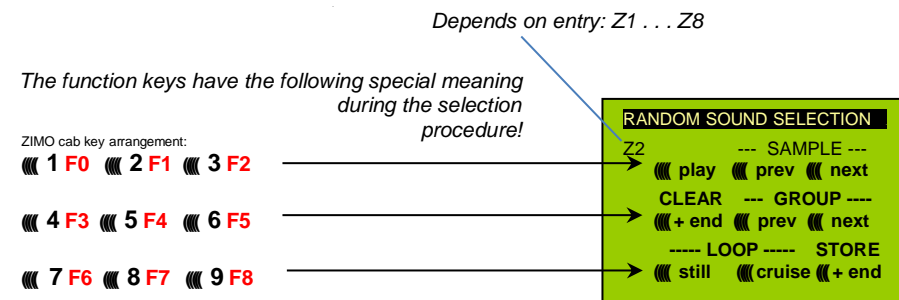 Depends on entry: Z1 . . . Z8
The function keys have the following special meaning
during the selection
procedure!
ZIMO cab key arrangement:
1 F0 2 F1 3 F2
4 F3 5 F4 6 F5
7 F6 8 F7 9 F8
RANDOM SOUND SELECTION
Z2 --- SAMPLE ---
play prev next
CLEAR --- GROUP ----
+ end prev next
----- LOOP ----- STORE
still cruise + end